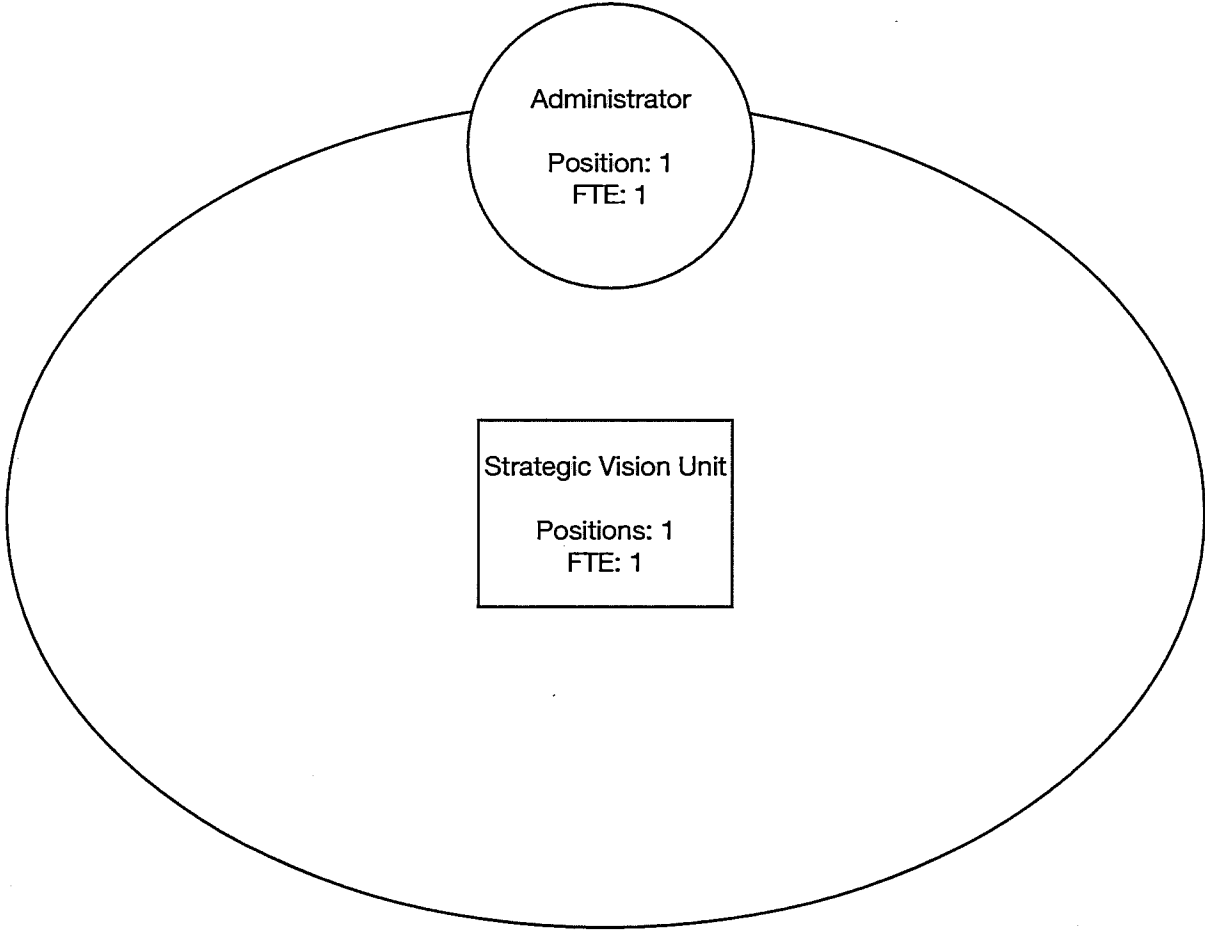 Administrator
Position: 1
FTE: 1
Strategic Vision Unit
Positions: 1
FTE: 1